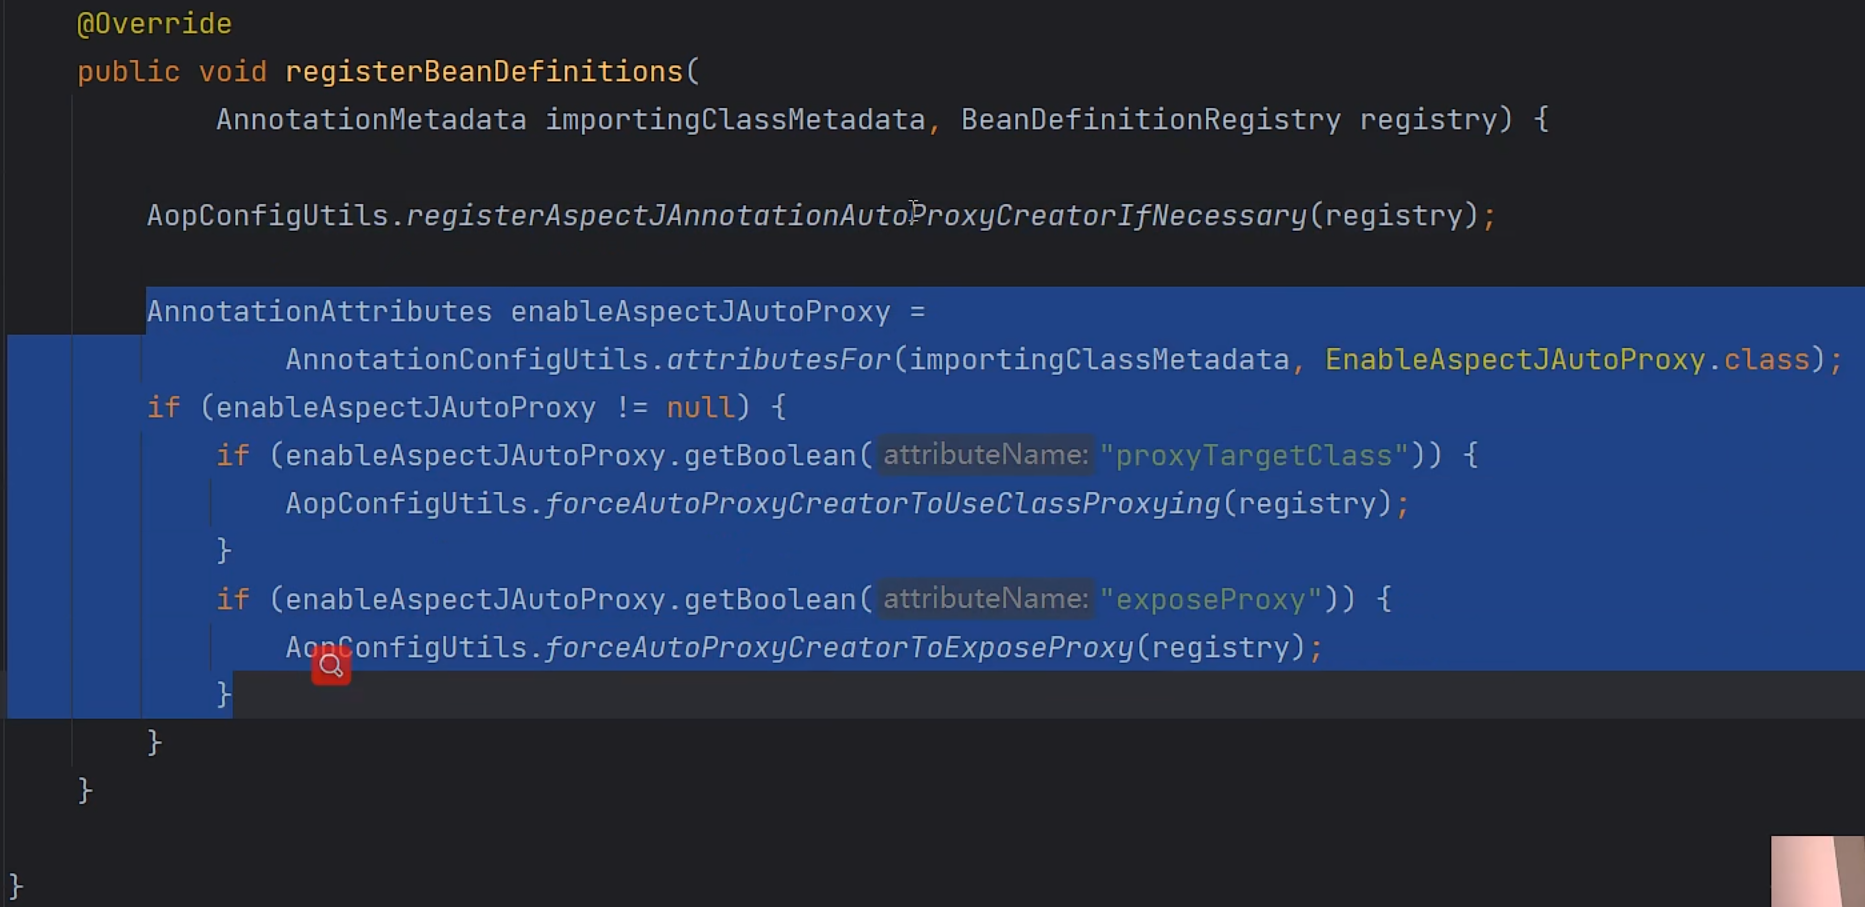 @Override
public void registerBeanDefinitions(
AnnotationMetadata importingClassMetadata, BeanDefinitionRegistry registry) {
AopConfigUtils.registerAspectJAnnotationAutoProxyCreatorIfNecessary(registry);
AnnotationAttributes enableAspectJAutoProxy =
AnnotationConfigUtils.attributesFor(importingClassMetadata, EnableAspectJAutoProxy.class);
if (enableAspectJAutoProxy != null) {
if (enableAspectJAutoProxy.getBoolean( attributeName: "proxyTargetClass")) {
AopConfigUtils.forceAutoProxyCreatorToUseClassProxying(registry);
}
if (enableAspectJAutoProxy.getBoolean( attributeName: "exposeProxy")) {
AopConfigUtils.forceAutoProxyCreatorToExposeProxy(registry);
}
}
}
}